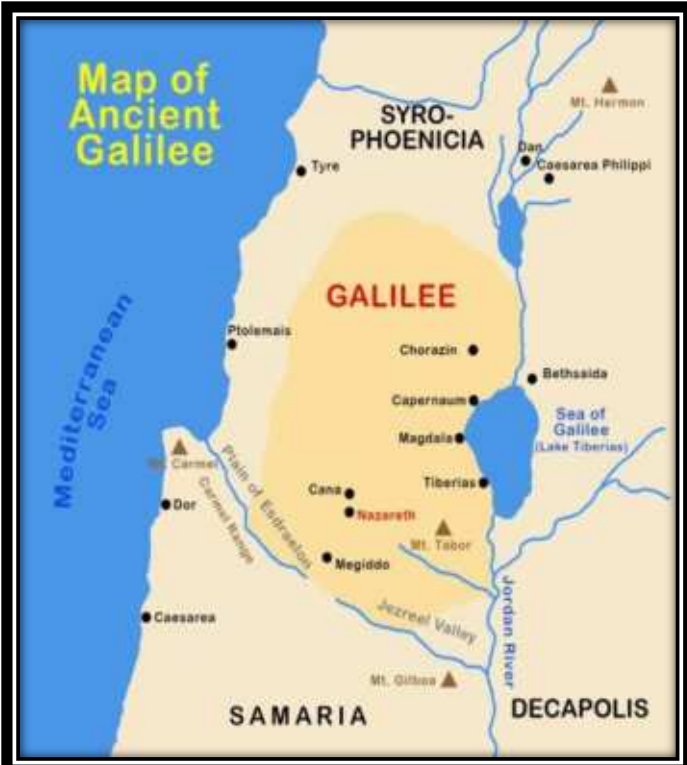 Map of
Ancient
Galilee
SYRO-
PHOENICIA
Mt. Hermon
Dan
Caesarea Philippi
Tyre
GALILEE
Mediterranean
Sea
Ptolemais
Chorazin
Bethsaida
Capernaum
Sea of
Galilee
(Lake Tiberias)
Magdala
Mt. Carmel
Plain of Esdraelon
Carmel Range
Cana
Tiberias
Dor
Nazareth
Mt. Tabor
Megiddo
Jordan River
Jezreel Valley
Caesarea
Mt. Gilboa
SAMARIA
DECAPOLIS